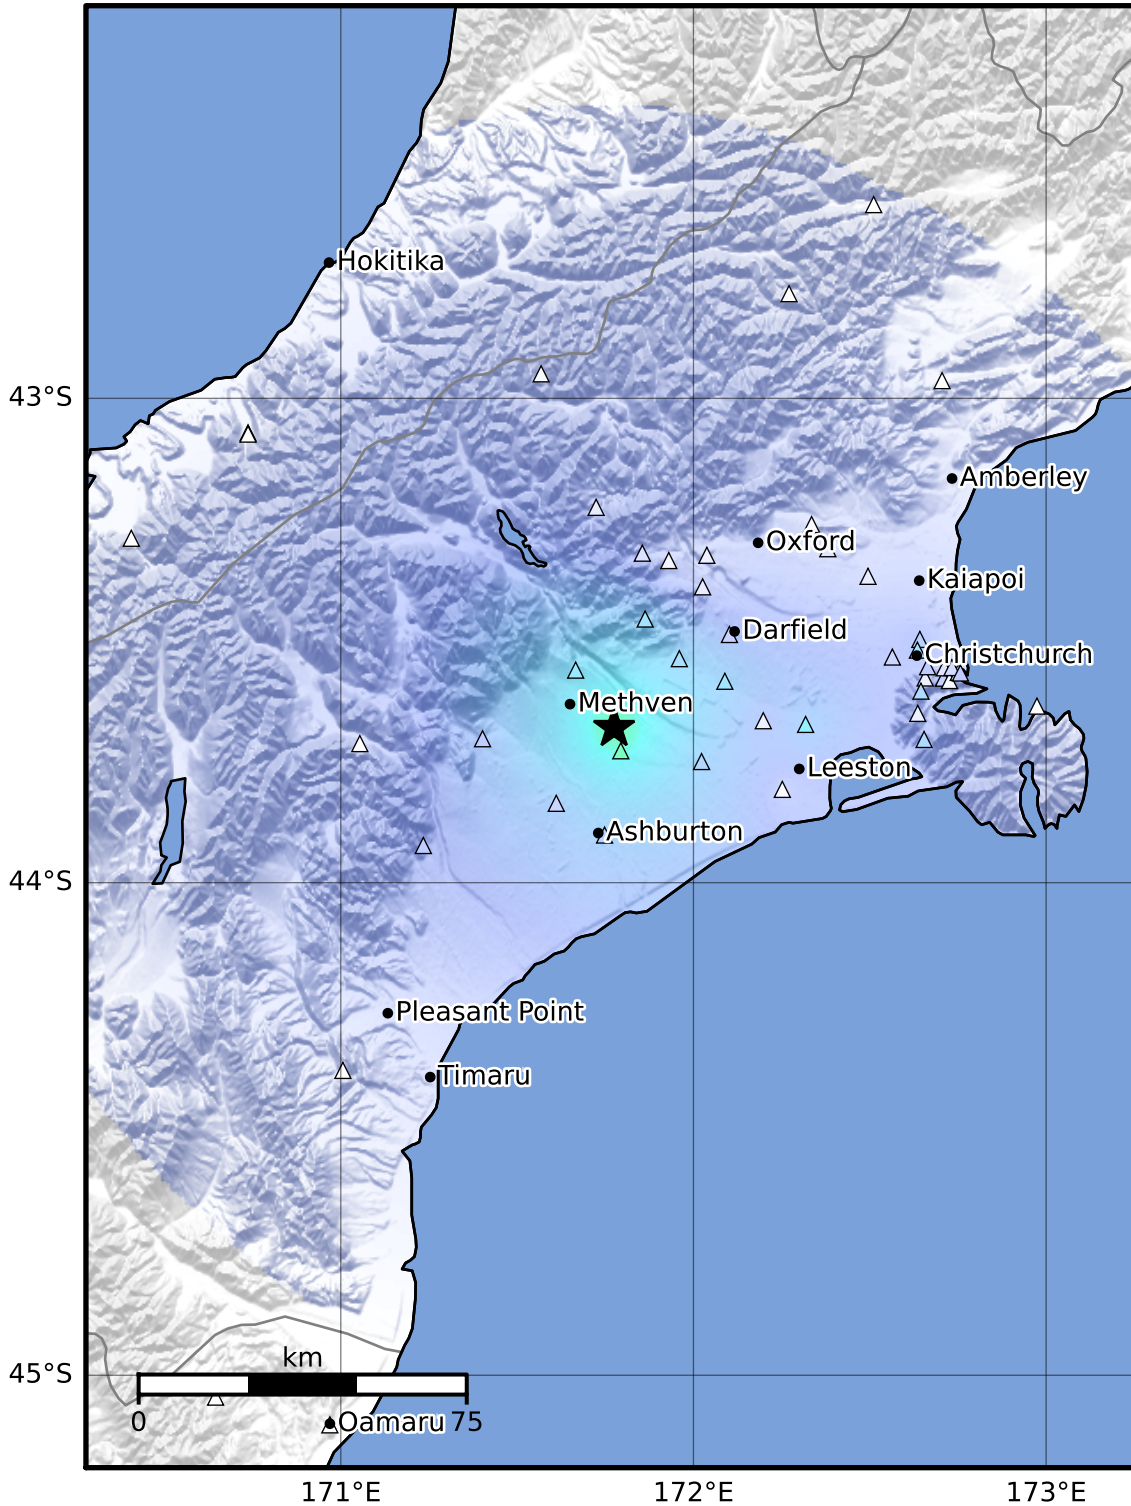 Hokitika
43°S
Amberley
Oxford
Kaiapoi
Darfield
Christchurch
Methven
Leeston
Ashburton
44°S
Pleasant Point
Timaru
km
45°S
0
75
Oamaru
171°E
172°E
173°E